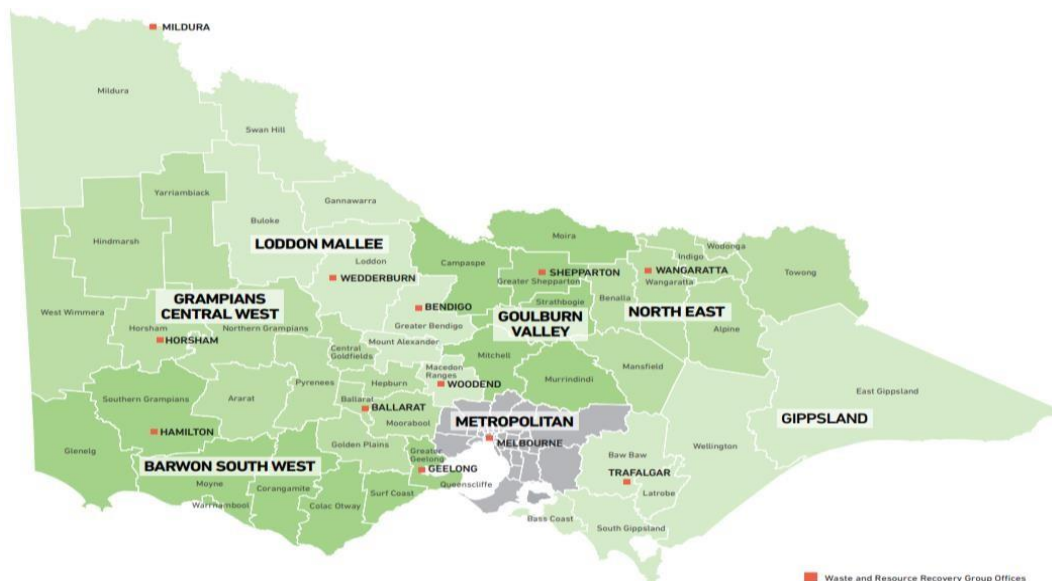 MILDURA
Mildura
Swan Hill
Yarriambiack
Gannawarra
Buloke
Hindmarsh
LODDON MALLEE
Loddon
WEDDERBURN
Campaspe
Moira
SHEPPARTON
Greater Shepparton
WANGARATTA
Wangaratta
Indigo
Wodonga
Towong
GRAMPIANS
CENTRAL WEST
West Wimmera
Horsham
HORSHAM
Northern Grampians
BENDIGO
Greater Bendigo
Mount Alexander
Central
Goldfields
Strathbogie
GOULBURN
VALLEY
Benalla
NORTH EAST
Alpine
Mansfield
Mitchell
Murrindindi
Macedon
Ranges
WOODEND
Pyrenees
Hepburn
Ballarat
BALLARAT
Moorabool
Southern Grampians
Ararat
HAMILTON
Glenelg
BARWON SOUTH WEST
Moyne
Warrnambool
Corangamite
Colac Otway
Surf Coast
Golden Plains
Greater
Geelong
GEELONG
Queenscliffe
METROPOLITAN
MELBOURNE
East Gippsland
GIPPSLAND
Wellington
Baw Baw
TRAFALGAR
Latrobe
Bass Coast
South Gippsland
Waste and Resource Recovery Group Offices